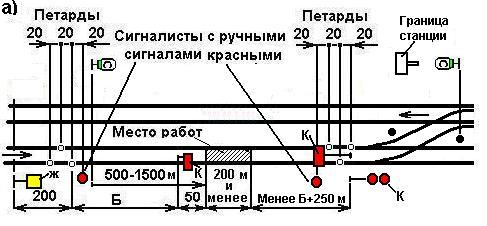 а)
Петарды
20 20 20
Сигналисты с ручными
сигналами красными
Петарды
20 20 20
Граница
станции
К
Место работ
ж
200
500-1500 м
К
Б
50
200 м
и
менее
Менее Б+250 м
К